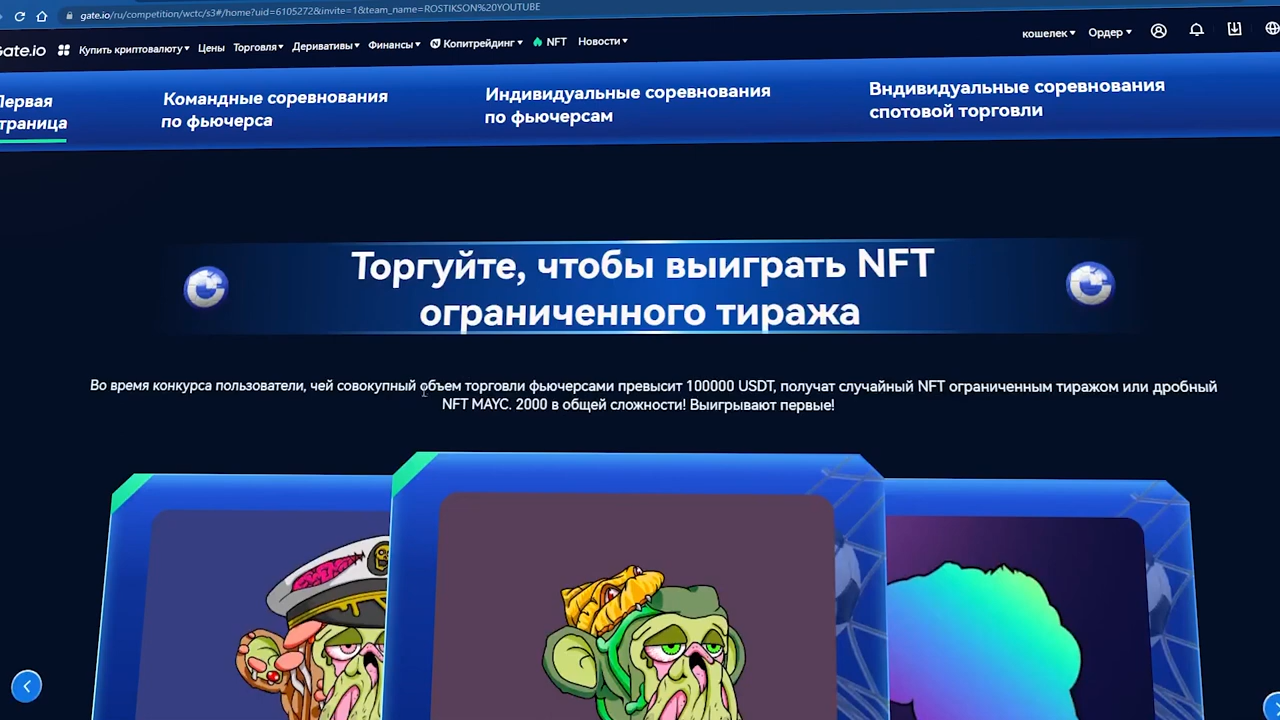 gate.io/ru/competition/wctc/s3#/home?uid=6105272&invite=1&team_name=ROSTIKSON%20YOUTUBE
Gate.io Купить криптовалюту Цены Торговля Деривативы Финансы Копитрейдинг NFT Новости кошелек Ордер
Первая страница
Командные соревнования
по фьючерса
Индивидуальные соревнования
по фьючерсам
Вндивидуальные соревнования
спотовой торговли
Торгуйте, чтобы выиграть NFT
ограниченного тиража
Во время конкурса пользователи, чей совокупный объем торговли фьючерсами превысит 100000 USDT, получат случайный NFT ограниченным тиражом или дробный
NFT MAYC. 2000 в общей сложности! Выигрывают первые!